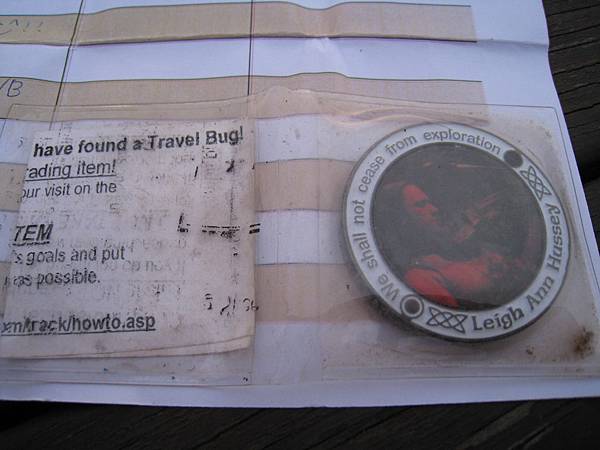 have found a Travel Bug!
rading item!
our visit on the
TEM
's goals and put
as possible.
om/track/howto.asp
We shall not cease from exploration
Leigh Ann Hussey